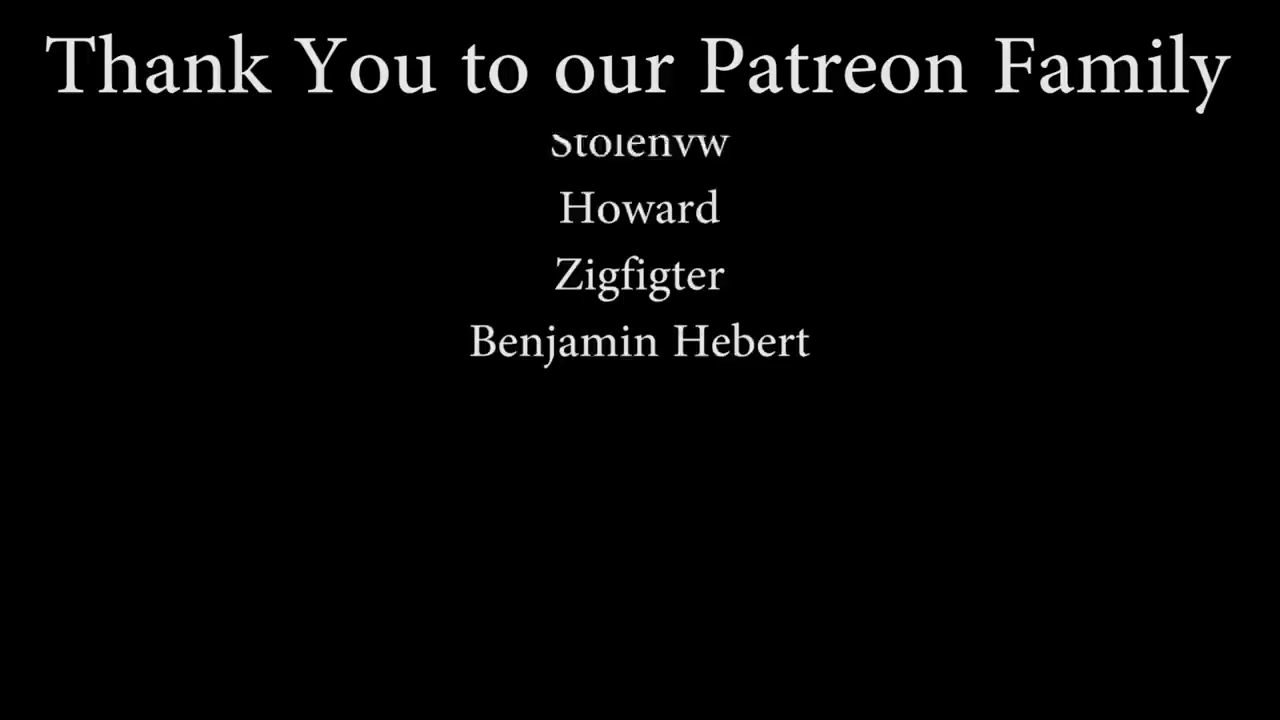 Thank You to our Patreon Family
Stolenvw
Howard
Zigfigter
Benjamin Hebert